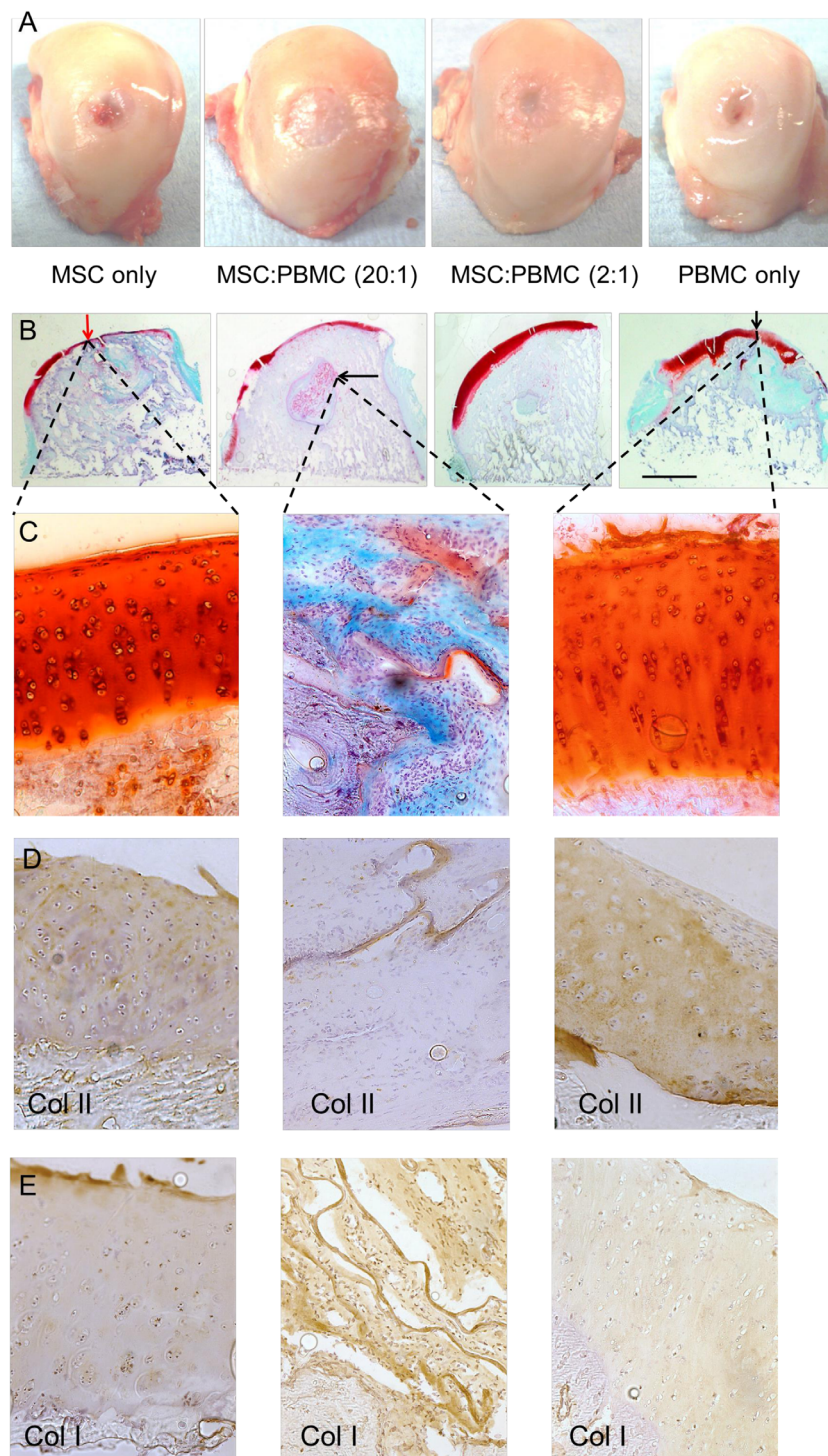 A
MSC only MSC:PBMC (20:1) MSC:PBMC (2:1) PBMC only
B
C
D
Col II Col II Col II
E
Col I Col I Col I